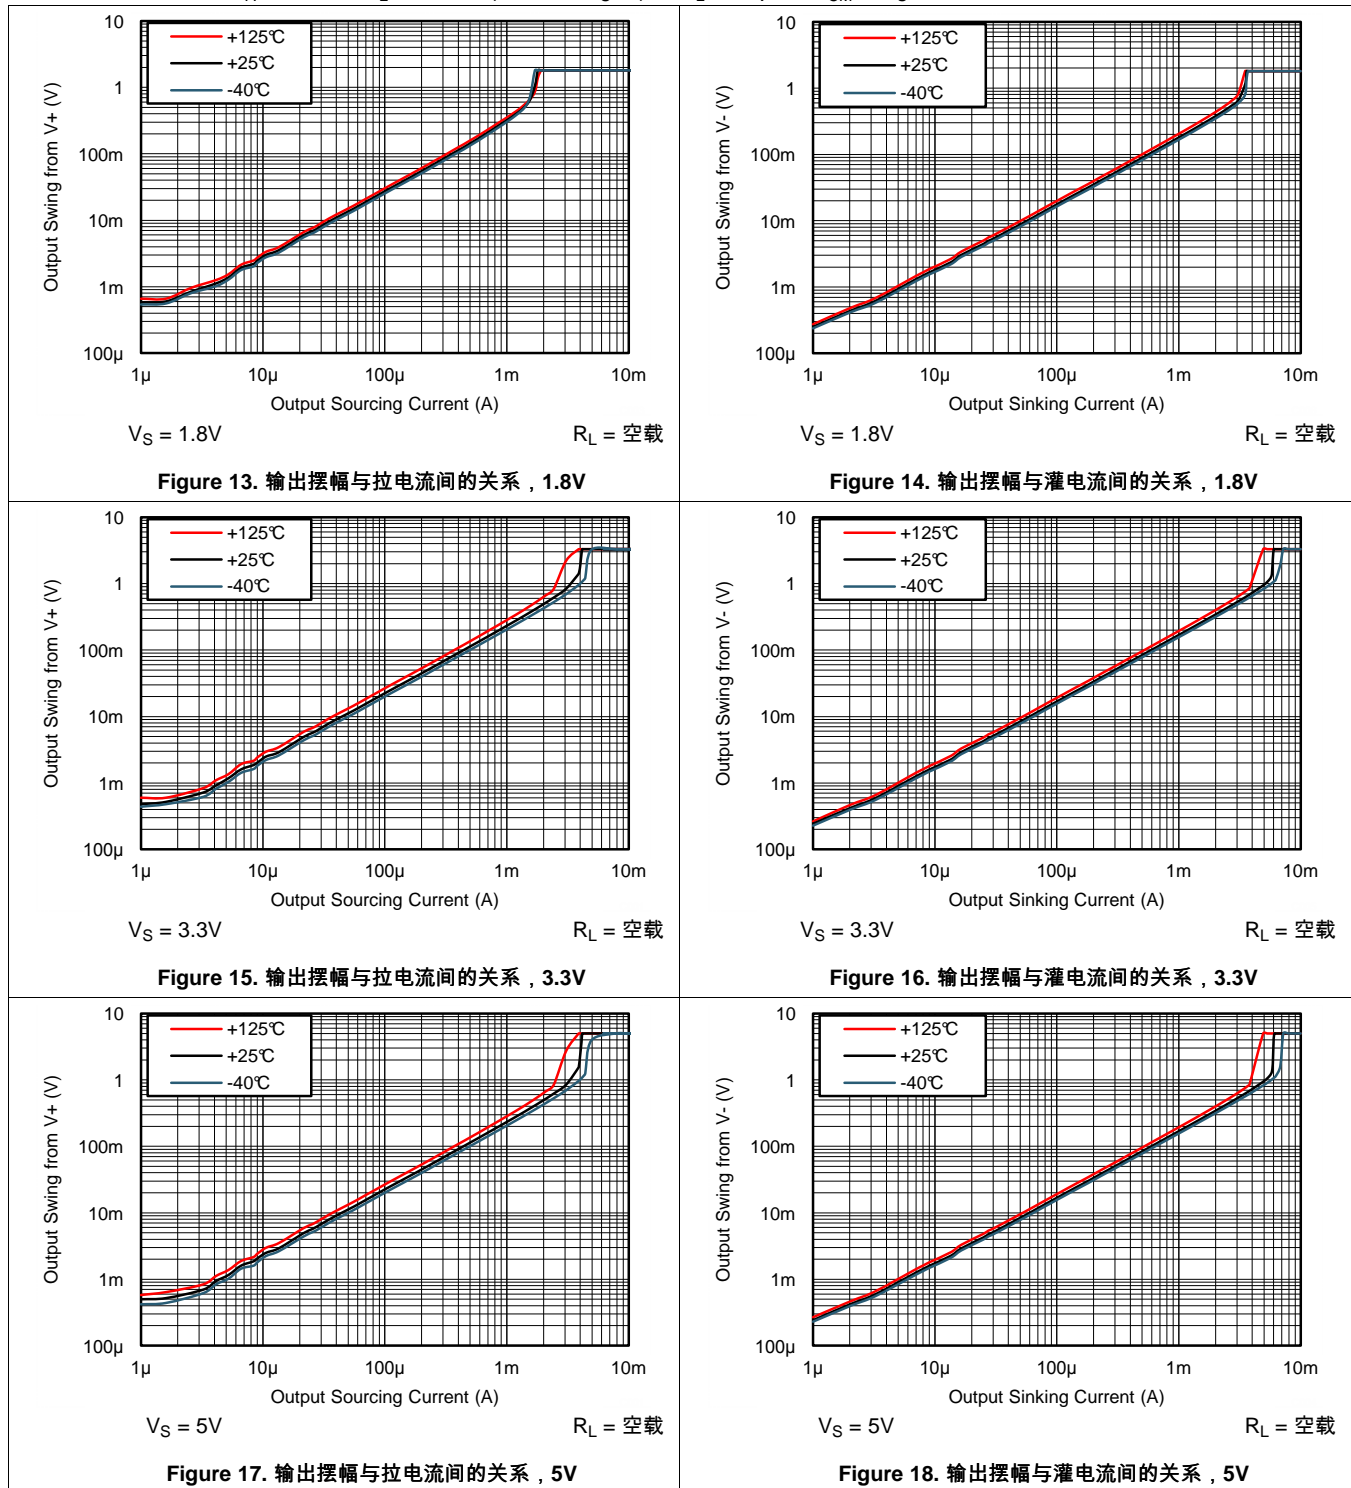 10
1
100m
10m
1m
100µ
Output Swing from V+ (V)
+125℃
+25℃
-40℃
1µ 10µ 100µ 1m 10m
Output Sourcing Current (A)
V_S = 1.8V R_L = 空载
Figure 13. 输出摆幅与拉电流间的关系，1.8V
10
1
100m
10m
1m
100µ
Output Swing from V- (V)
+125℃
+25℃
-40℃
1µ 10µ 100µ 1m 10m
Output Sinking Current (A)
V_S = 1.8V R_L = 空载
Figure 14. 输出摆幅与灌电流间的关系，1.8V
10
1
100m
10m
1m
100µ
Output Swing from V+ (V)
+125℃
+25℃
-40℃
1µ 10µ 100µ 1m 10m
Output Sourcing Current (A)
V_S = 3.3V R_L = 空载
Figure 15. 输出摆幅与拉电流间的关系，3.3V
10
1
100m
10m
1m
100µ
Output Swing from V- (V)
+125℃
+25℃
-40℃
1µ 10µ 100µ 1m 10m
Output Sinking Current (A)
V_S = 3.3V R_L = 空载
Figure 16. 输出摆幅与灌电流间的关系，3.3V
10
1
100m
10m
1m
100µ
Output Swing from V+ (V)
+125℃
+25℃
-40℃
1µ 10µ 100µ 1m 10m
Output Sourcing Current (A)
V_S = 5V R_L = 空载
Figure 17. 输出摆幅与拉电流间的关系，5V
10
1
100m
10m
1m
100µ
Output Swing from V- (V)
+125℃
+25℃
-40℃
1µ 10µ 100µ 1m 10m
Output Sinking Current (A)
V_S = 5V R_L = 空载
Figure 18. 输出摆幅与灌电流间的关系，5V